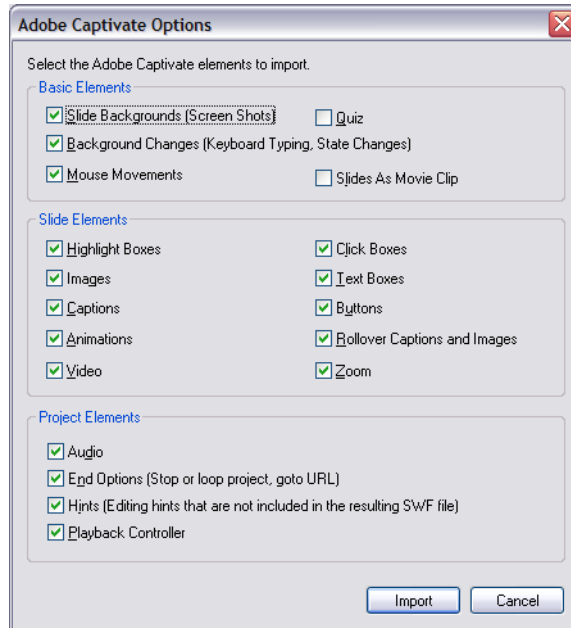 Adobe Captivate Options
Select the Adobe Captivate elements to import.
Basic Elements
Slide Backgrounds (Screen Shots) Quiz
Background Changes (Keyboard Typing, State Changes)
Mouse Movements Slides As Movie Clip
Slide Elements
Highlight Boxes Click Boxes
Images Text Boxes
Captions Buttons
Animations Rollover Captions and Images
Video Zoom
Project Elements
Audio
End Options (Stop or loop project, goto URL)
Hints (Editing hints that are not included in the resulting SWF file)
Playback Controller
Import Cancel